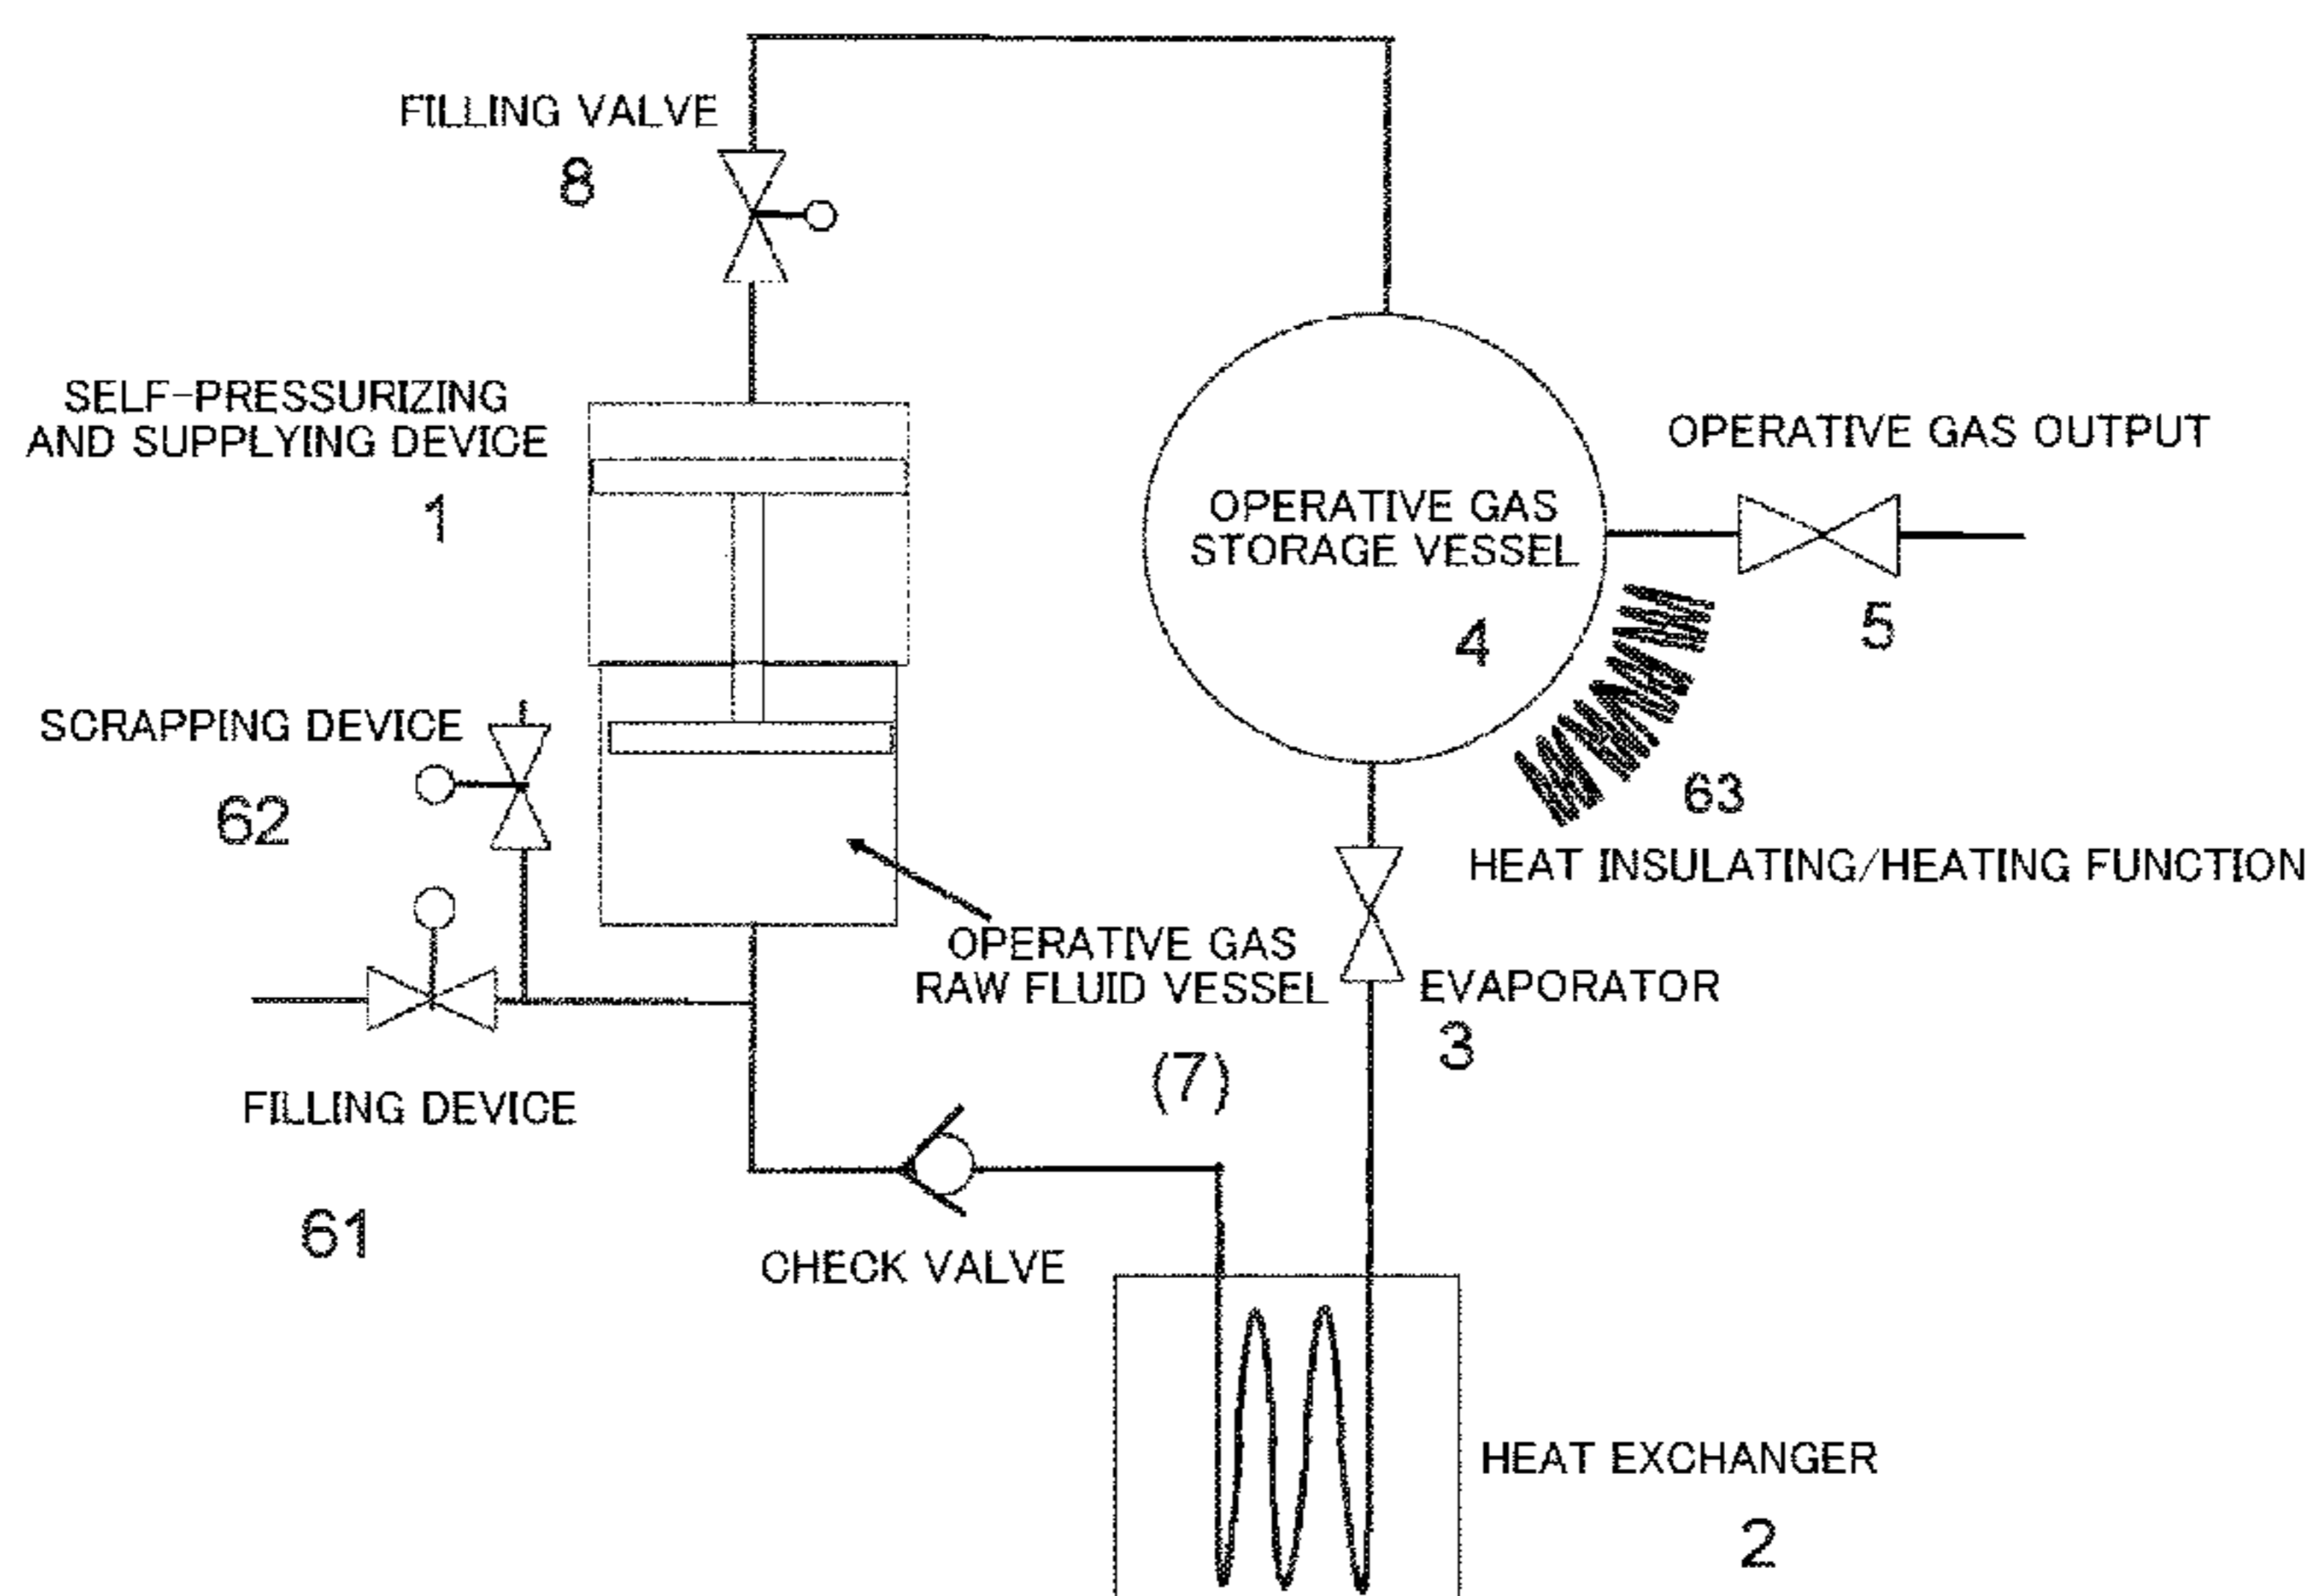 FILLING VALVE
8
SELF-PRESSURIZING
AND SUPPLYING DEVICE
1
OPERATIVE GAS OUTPUT
5
OPERATIVE GAS
STORAGE VESSEL
4
SCRAPPING DEVICE
62
63
HEAT INSULATING/HEATING FUNCTION
OPERATIVE GAS
RAW FLUID VESSEL
(7)
EVAPORATOR
3
FILLING DEVICE
61
CHECK VALVE
HEAT EXCHANGER
2